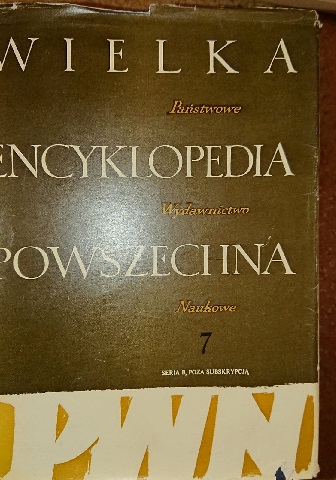 WIELKA
Państwowe
ENCYKLOPEDIA
Wydawnictwo
POWSZECHNA
Naukowe
7
SERIA B, POZA SUBSKRYPCJĄ
PWN